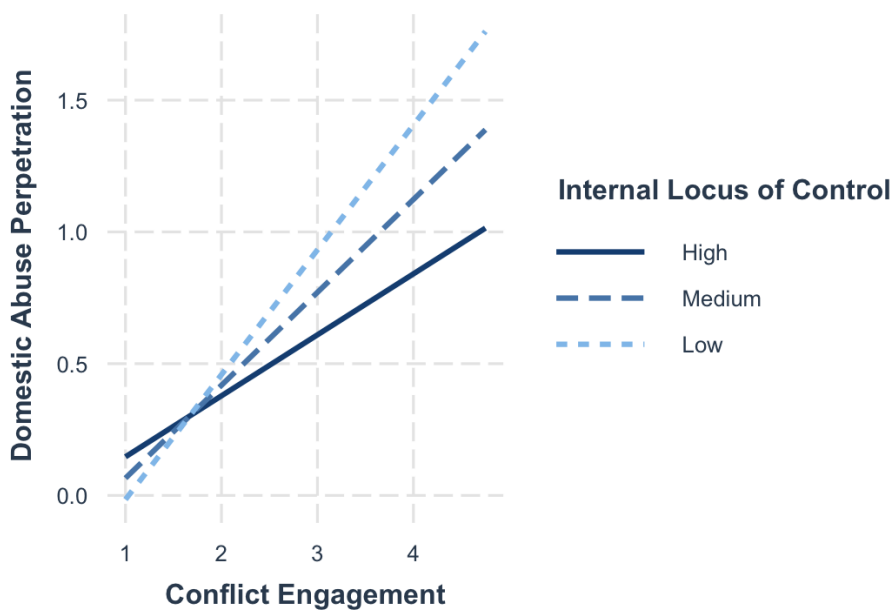 Domestic Abuse Perpetration
1.5
1.0
0.5
0.0
1 2 3 4
Conflict Engagement
Internal Locus of Control
High
Medium
Low